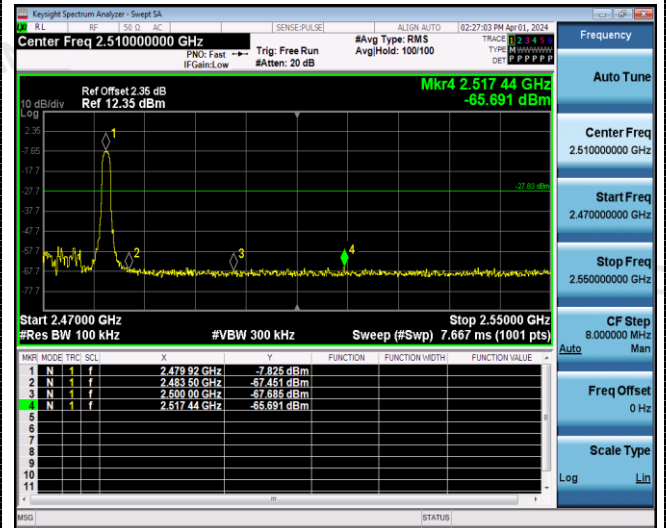 Keysight Spectrum Analyzer - Swept SA
RL RF 50 Ω AC SENSE:PULSE ALIGN AUTO 02:27:03 PM Apr 01, 2024
Center Freq 2.510000000 GHz
PNO: Fast
IFGain:Low
Trig: Free Run
#Atten: 20 dB
#Avg Type: RMS
Avg|Hold: 100/100
TRACE 1 2 3 4 5 6
TYPE M W W W W W
DET P P P P P P
Mkr4 2.517 44 GHz
-65.691 dBm
Ref Offset 2.35 dB
10 dB/div Ref 12.35 dBm
Log
2.35
-7.65
-17.7
-27.7
-37.7
-47.7
-57.7
-67.7
-77.7
1
2
3
4
-27.83 dBm
Start 2.47000 GHz Stop 2.55000 GHz
#Res BW 100 kHz #VBW 300 kHz Sweep (#Swp) 7.667 ms (1001 pts)
MKR MODE TRC SCL X Y FUNCTION FUNCTION WIDTH FUNCTION VALUE
1 N 1 f 2.479 92 GHz -7.825 dBm
2 N 1 f 2.483 50 GHz -67.451 dBm
3 N 1 f 2.500 00 GHz -67.685 dBm
4 N 1 f 2.517 44 GHz -65.691 dBm
5
6
7
8
9
10
11
MSG STATUS
Frequency
Auto Tune
Center Freq
2.510000000 GHz
Start Freq
2.470000000 GHz
Stop Freq
2.550000000 GHz
CF Step
8.000000 MHz
Auto Man
Freq Offset
0 Hz
Scale Type
Log Lin